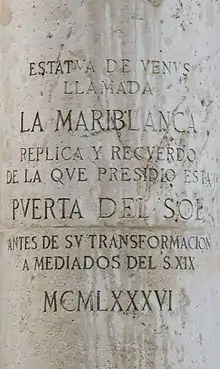 ESTATVA DE VENVS
LLAMADA
LA MARIBLANCA
REPLICA Y RECVERDO
DE LA QVE PRESIDIO ESTA
PVERTA DEL SOL
ANTES DE SV TRANSFORMACION
A MEDIADOS DEL S.XIX
MCMLXXXVI